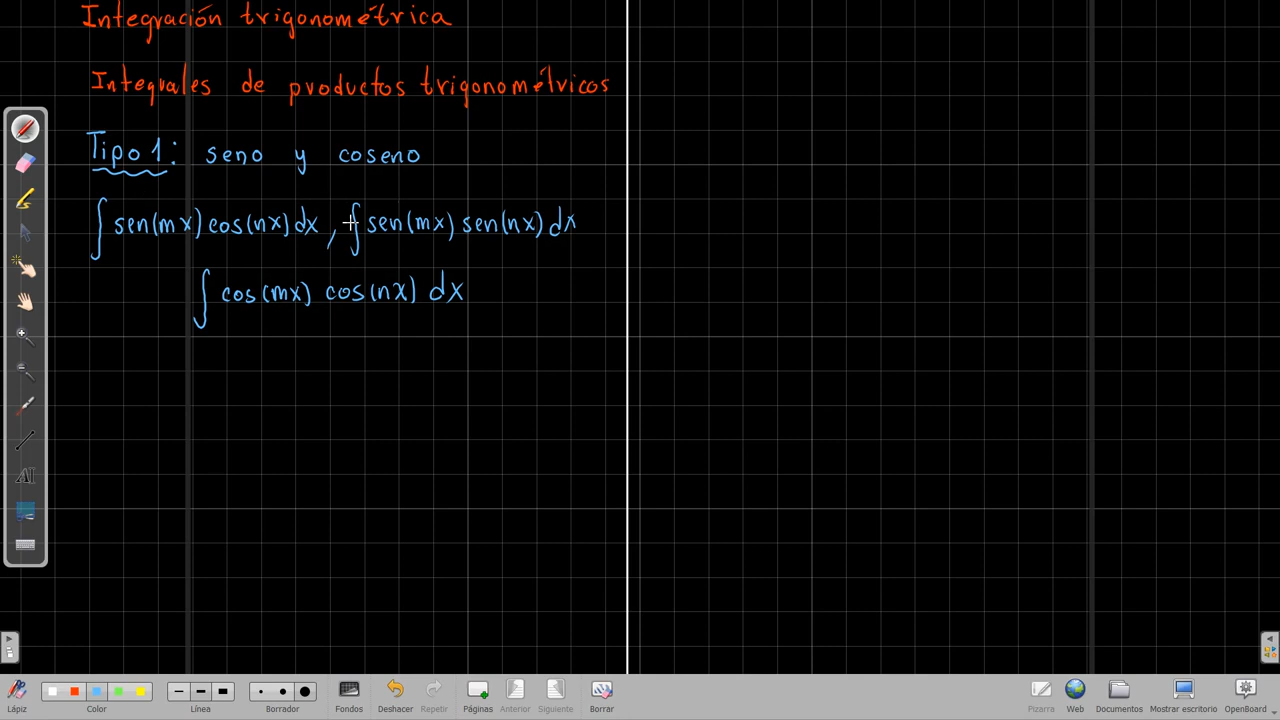 Integración trigonométrica
Integrales de productos trigonométricos
Tipo 1: seno y coseno
∫ sen(mx) cos(nx) dx, ∫ sen(mx) sen(nx) dx
∫ cos(mx) cos(nx) dx
Lápiz Color Línea Borrador Fondos Deshacer Repetir Páginas Anterior Siguiente Borrar Pizarra Web Documentos Mostrar escritorio OpenBoard